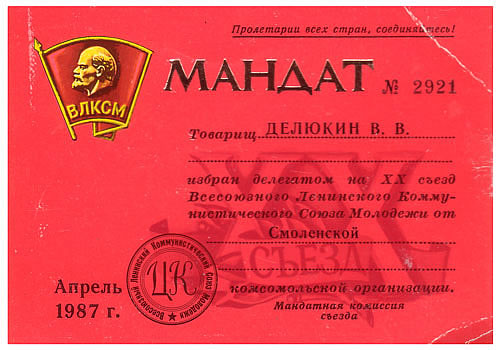 Пролетарии всех стран, соединяйтесь!
ВЛКСМ
МАНДАТ № 2921
Товарищ ДЕЛЮКИН В. В.
избран делегатом на XX съезд
Всесоюзного Ленинского Комму-
нистического Союза Молодежи от
Смоленской
комсомольской организации.
Мандатная комиссия
съезда
Апрель
1987 г.
Всесоюзный Ленинский Коммунистический Союз Молодежи
ЦК
XX
СЪЕЗД